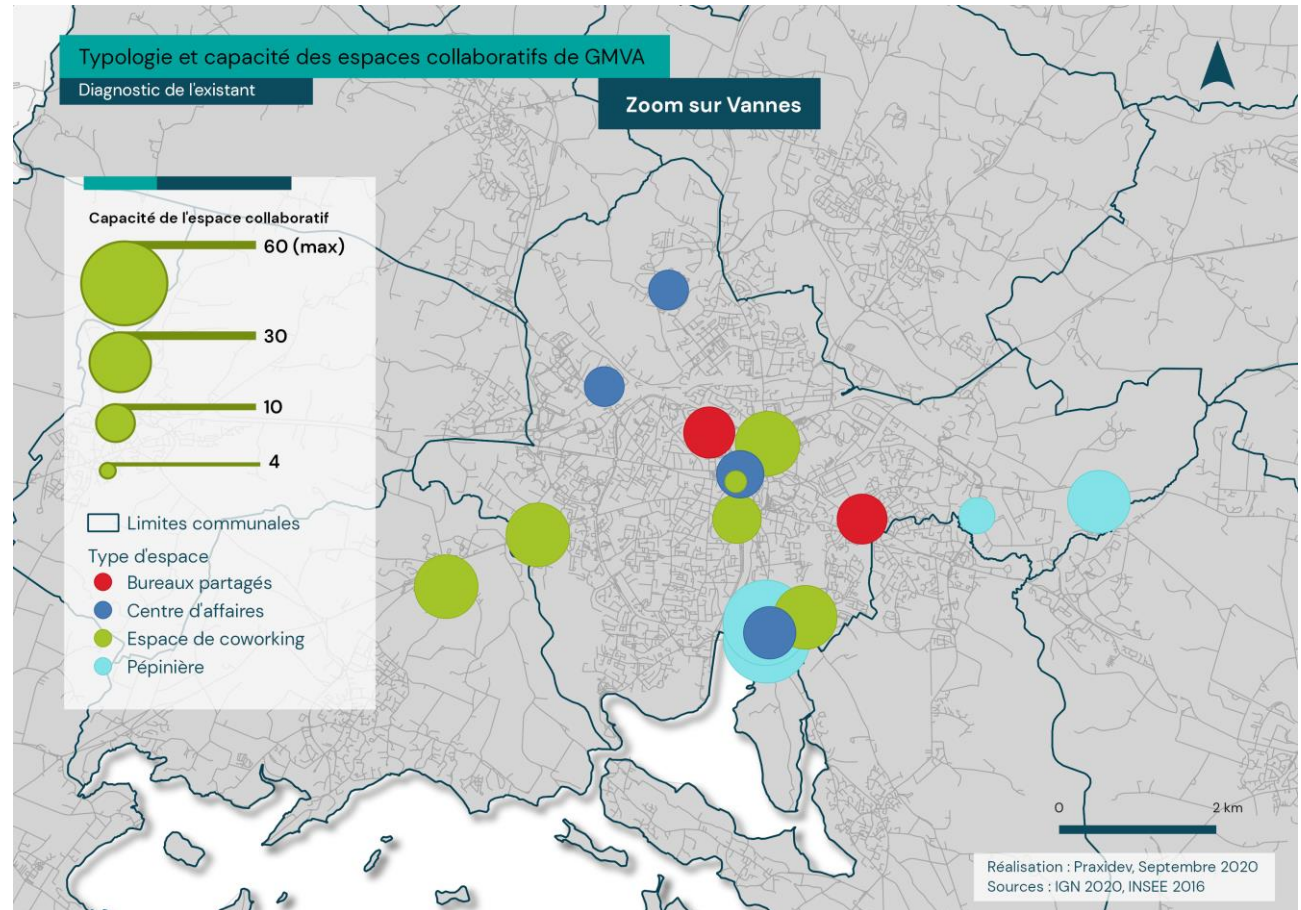 Typologie et capacité des espaces collaboratifs de GMVA
Diagnostic de l'existant
Zoom sur Vannes
Capacité de l'espace collaboratif
60 (max)
30
10
4
Limites communales
Type d'espace
Bureaux partagés
Centre d'affaires
Espace de coworking
Pépinière
0 2 km
Réalisation : Praxidev, Septembre 2020
Sources : IGN 2020, INSEE 2016